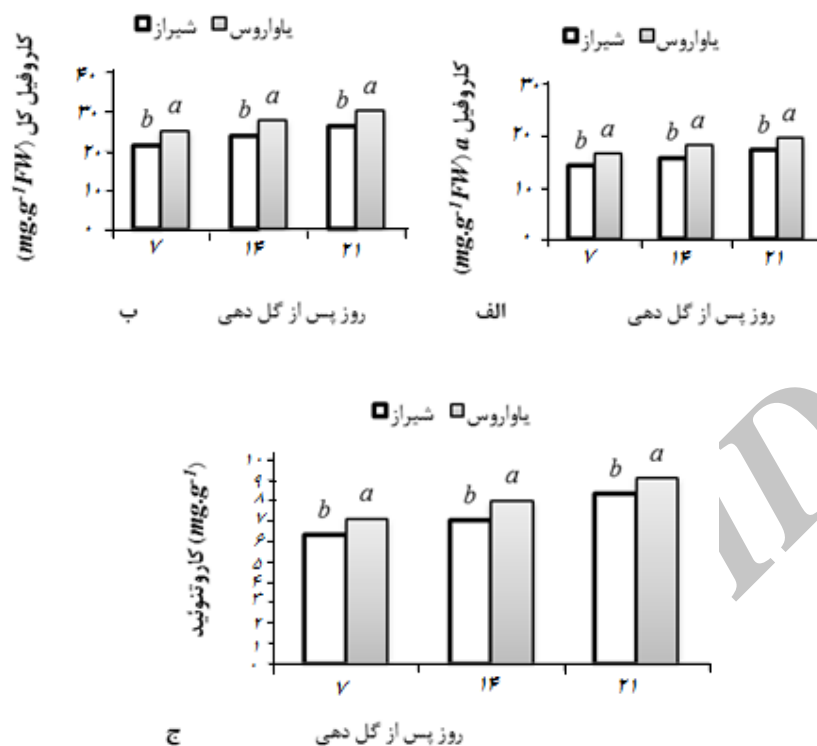 شیراز یاواروس
کلروفیل a (mg.g-1FW)
۳۰
۲۰
۱۰
۰
b a b a b a
۷ ۱۴ ۲۱
روز پس از گل دهی
الف
شیراز یاواروس
کلروفیل کل (mg.g-1FW)
۴۰
۳۰
۲۰
۱۰
۰
b a b a b a
۷ ۱۴ ۲۱
روز پس از گل دهی
ب
شیراز یاواروس
کاروتنوئید (mg.g-1)
۱۰
۹
۸
۷
۶
۵
۴
۳
۲
۱
۰
b a b a b a
۷ ۱۴ ۲۱
روز پس از گل دهی
ج